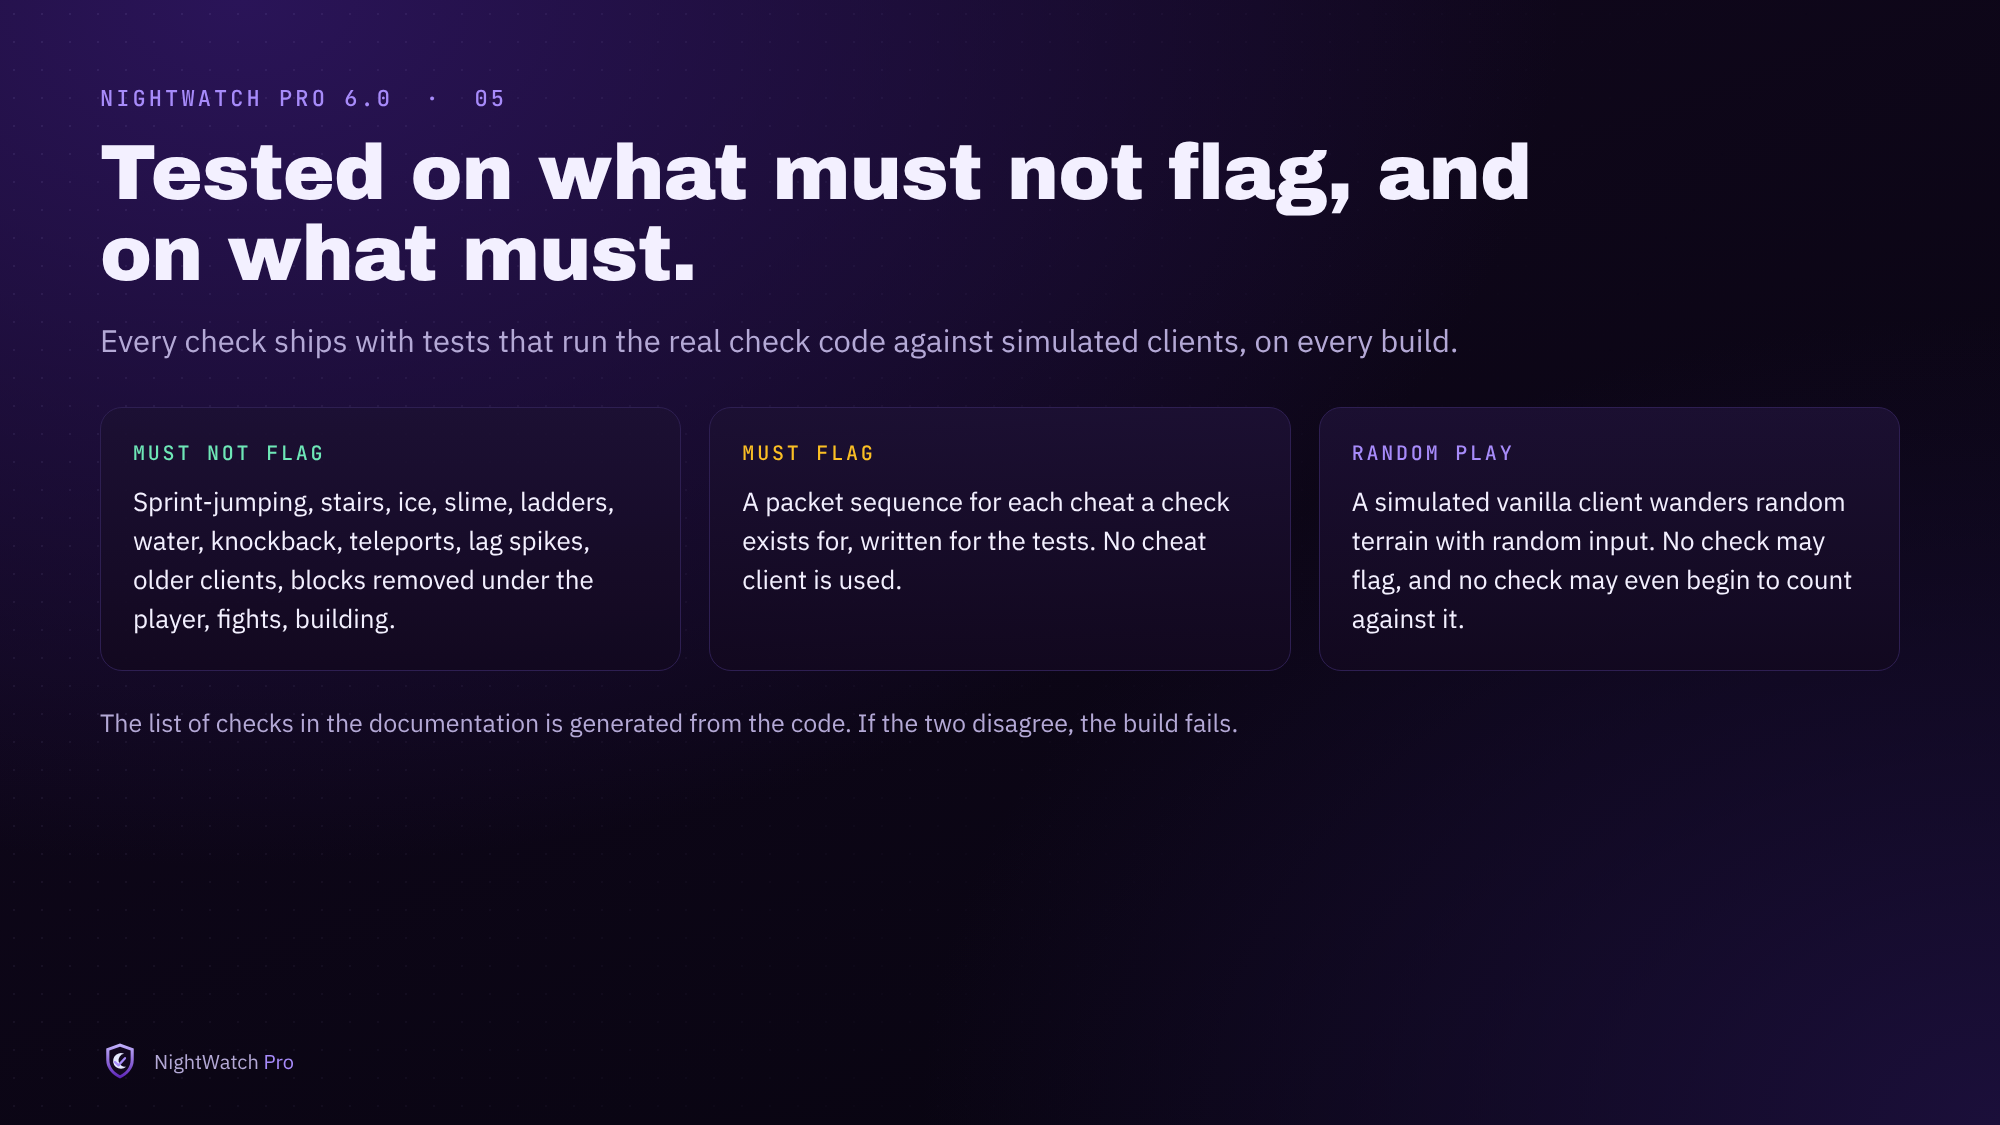 NIGHTWATCH PRO 6.0 · 05
Tested on what must not flag, and
on what must.
Every check ships with tests that run the real check code against simulated clients, on every build.
MUST NOT FLAG
Sprint-jumping, stairs, ice, slime, ladders,
water, knockback, teleports, lag spikes,
older clients, blocks removed under the
player, fights, building.
MUST FLAG
A packet sequence for each cheat a check
exists for, written for the tests. No cheat
client is used.
RANDOM PLAY
A simulated vanilla client wanders random
terrain with random input. No check may
flag, and no check may even begin to count
against it.
The list of checks in the documentation is generated from the code. If the two disagree, the build fails.
NightWatch Pro